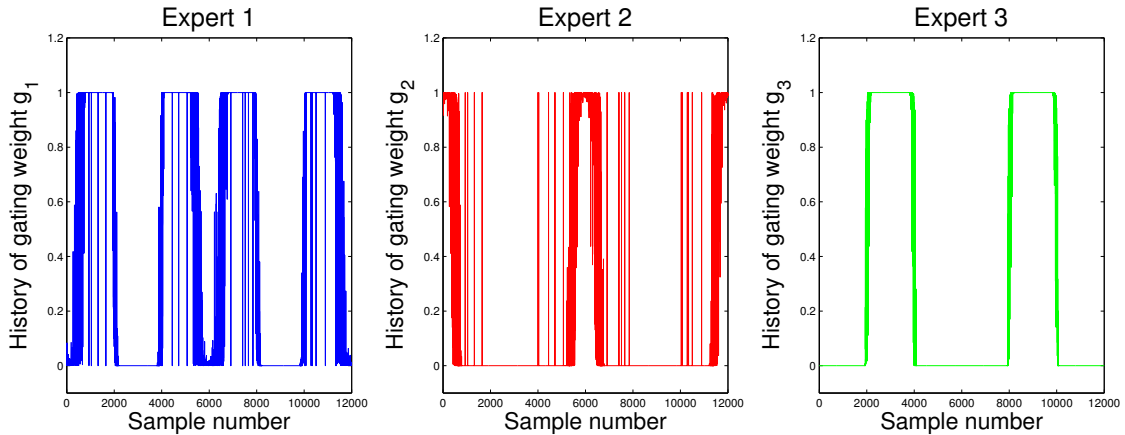 Expert 1
History of gating weight g1
1.2
1
0.8
0.6
0.4
0.2
0
0 2000 4000 6000 8000 10000 12000
Sample number
Expert 2
History of gating weight g2
1.2
1
0.8
0.6
0.4
0.2
0
0 2000 4000 6000 8000 10000 12000
Sample number
Expert 3
History of gating weight g3
1.2
1
0.8
0.6
0.4
0.2
0
0 2000 4000 6000 8000 10000 12000
Sample number